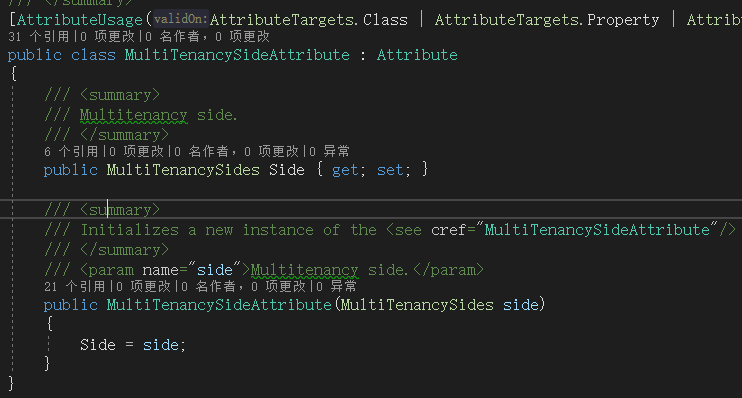 /// </summary>
[AttributeUsage(validOn:AttributeTargets.Class | AttributeTargets.Property |
31 个引用|0 项更改|0 名作者, 0 项更改
public class MultiTenancySideAttribute : Attribute
{
/// <summary>
/// Multitenancy side.
/// </summary>
6 个引用|0 项更改|0 名作者, 0 项更改|0 异常
public MultiTenancySides Side { get; set; }
/// <summary>
/// Initializes a new instance of the <see cref="MultiTenancySideAttribute"/>
/// </summary>
/// <param name="side">Multitenancy side.</param>
21 个引用|0 项更改|0 名作者, 0 项更改|0 异常
public MultiTenancySideAttribute(MultiTenancySides side)
{
Side = side;
}
}